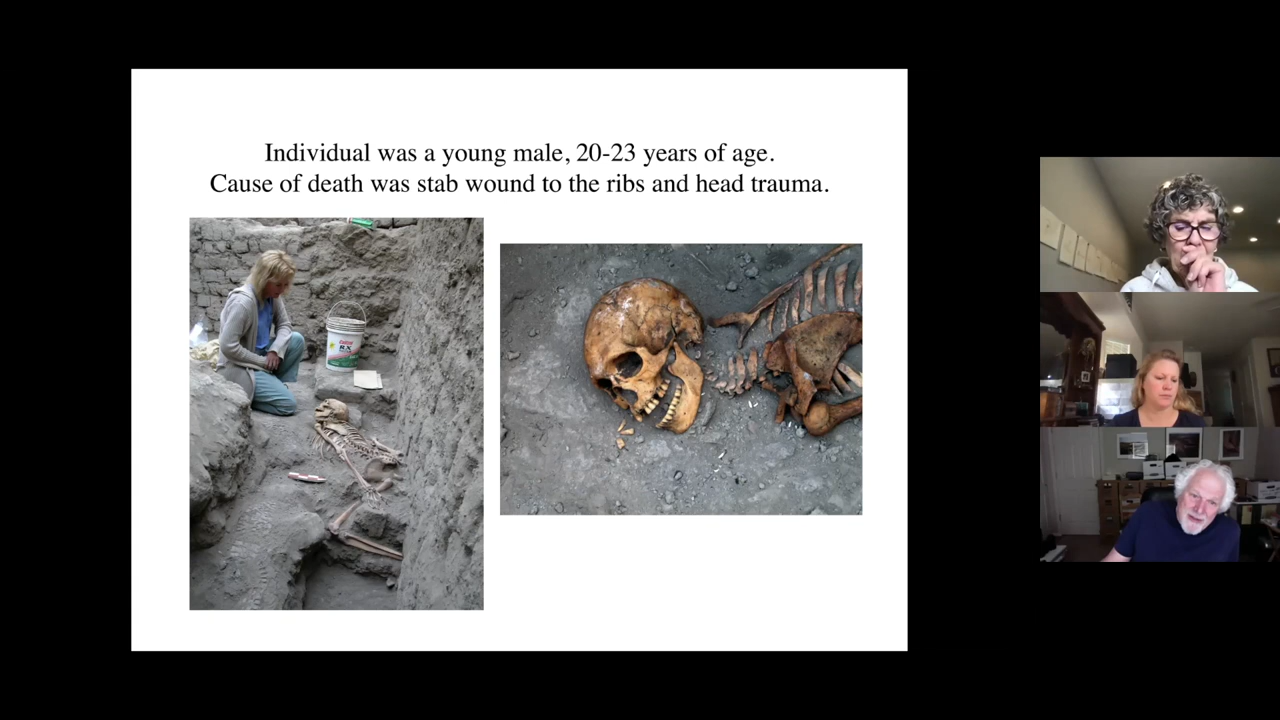 Individual was a young male, 20-23 years of age.
Cause of death was stab wound to the ribs and head trauma.
RX